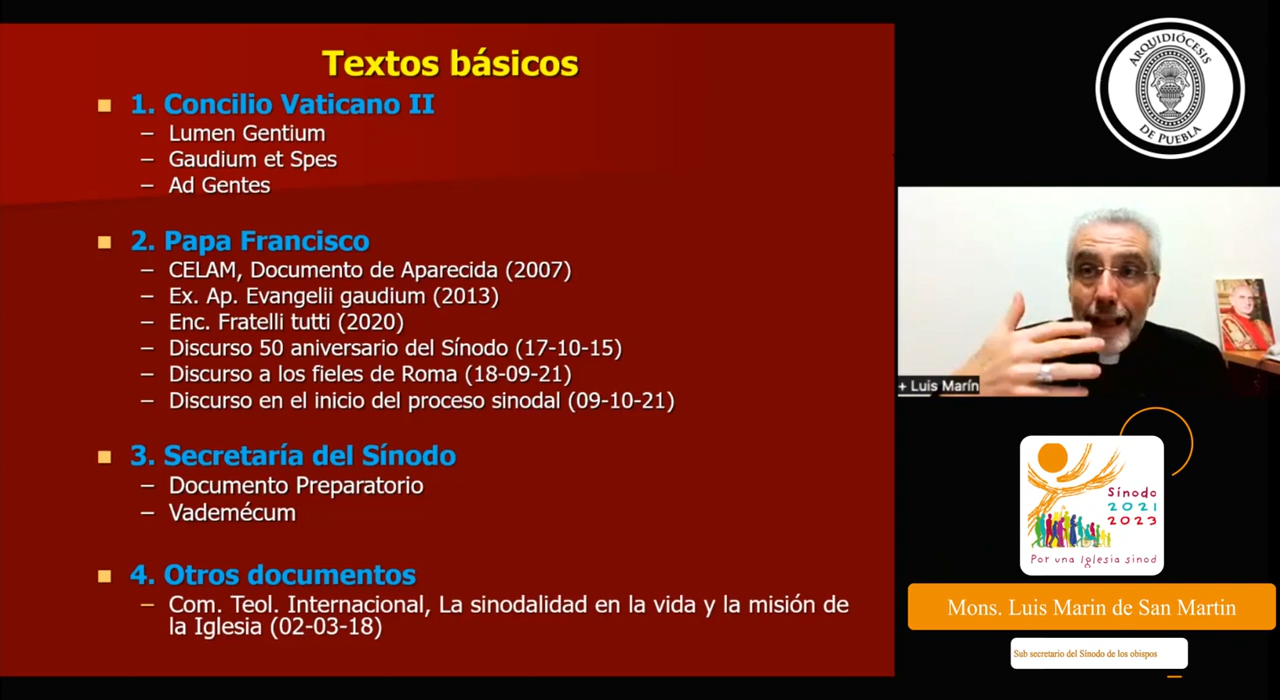 Textos básicos
1. Concilio Vaticano II
– Lumen Gentium
– Gaudium et Spes
– Ad Gentes
2. Papa Francisco
– CELAM, Documento de Aparecida (2007)
– Ex. Ap. Evangelii gaudium (2013)
– Enc. Fratelli tutti (2020)
– Discurso 50 aniversario del Sínodo (17-10-15)
– Discurso a los fieles de Roma (18-09-21)
– Discurso en el inicio del proceso sinodal (09-10-21)
3. Secretaría del Sínodo
– Documento Preparatorio
– Vademécum
4. Otros documentos
– Com. Teol. Internacional, La sinodalidad en la vida y la misión de
la Iglesia (02-03-18)
ARQUIDIÓCESIS
DE PUEBLA
+ Luis Marín
Sínodo
2021
2023
Por una Iglesia sinod
Mons. Luis Marin de San Martin
Sub secretario del Sínodo de los obispos